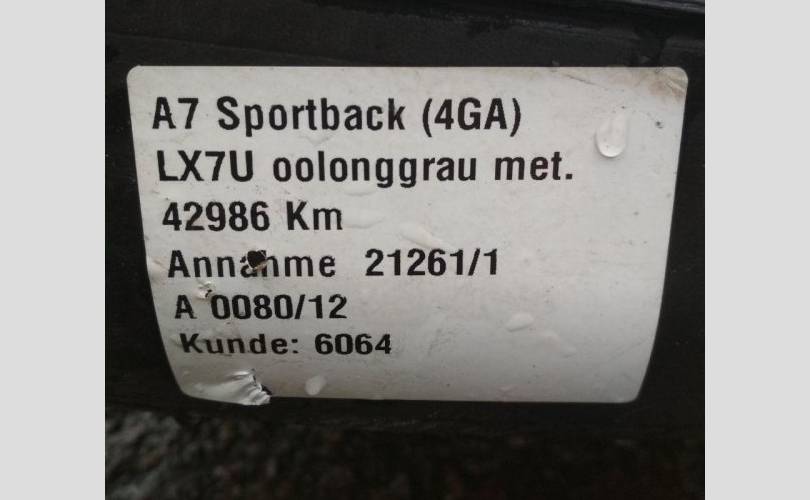 A7 Sportback (4GA)
LX7U oolonggrau met.
42986 Km
Annahme 21261/1
A 0080/12
Kunde: 6064